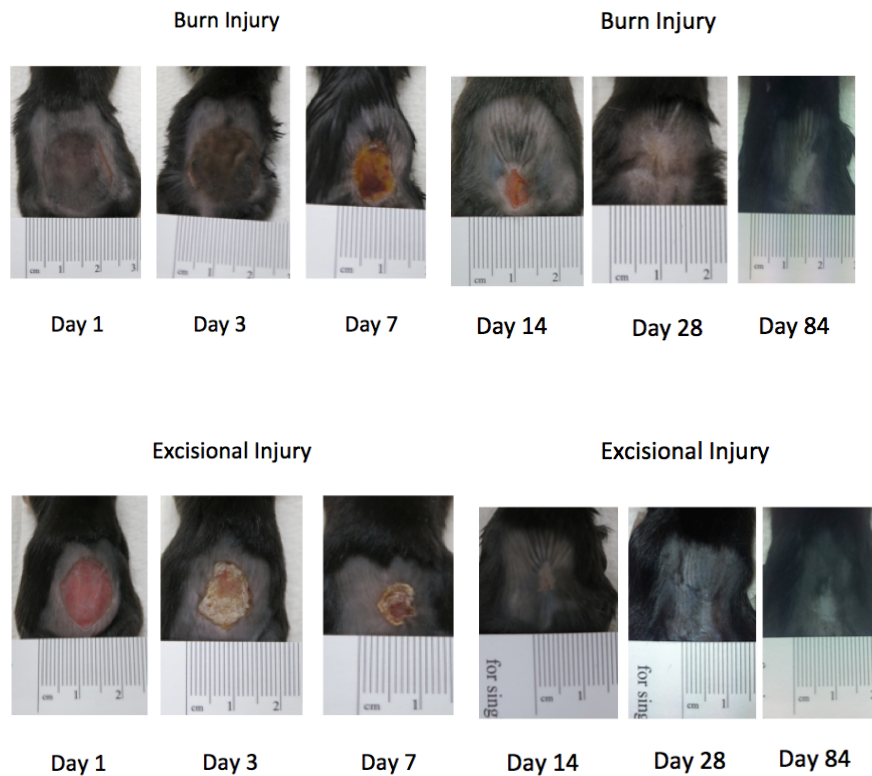 Burn Injury
Burn Injury
cm 1 2 3
cm 1 2
cm 1
cm 1 2
cm 1 2
cm 1 2
Day 1
Day 3
Day 7
Day 14
Day 28
Day 84
Excisional Injury
Excisional Injury
cm 1 2
cm 1 2
cm 1
for sing
cm 1
for sing
cm 1
cm 1 2
Day 1
Day 3
Day 7
Day 14
Day 28
Day 84